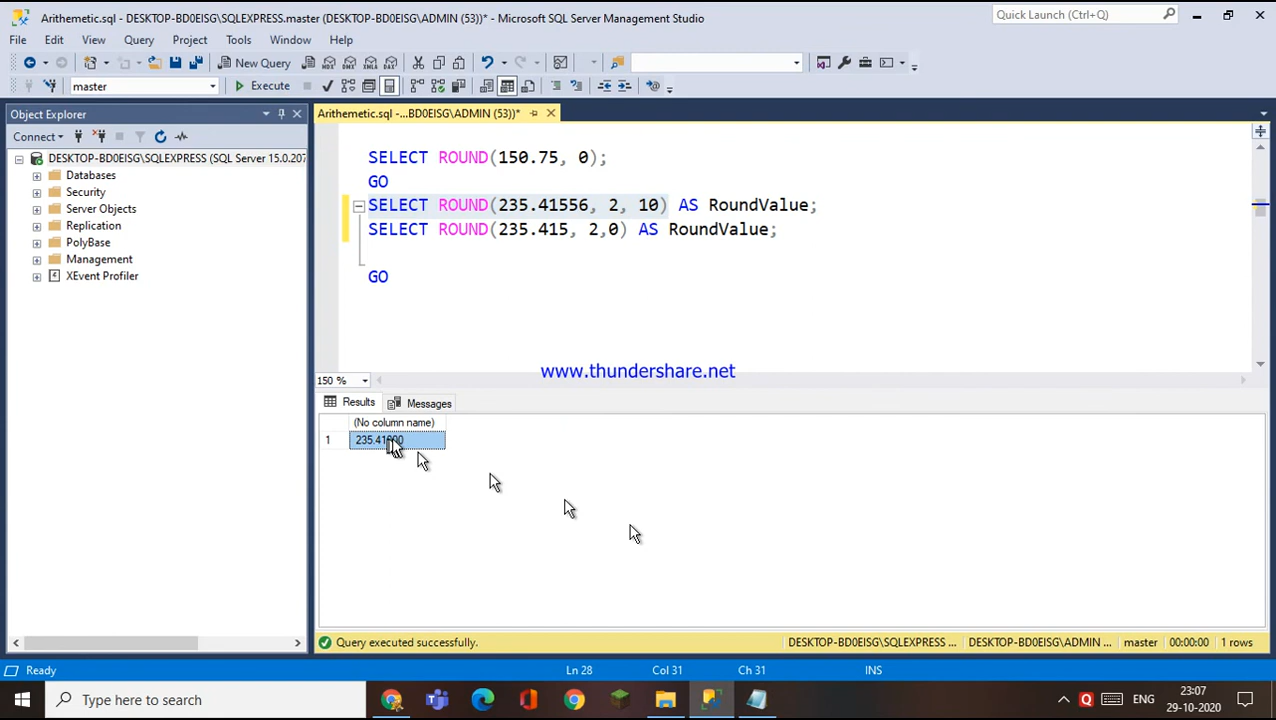 Arithemetic.sql - DESKTOP-BD0EISG\SQLEXPRESS.master (DESKTOP-BD0EISG\ADMIN (53))* - Microsoft SQL Server Management Studio
Quick Launch (Ctrl+Q)
File Edit View Query Project Tools Window Help
New Query
MDX DMX XMLA DAX
master
Execute
Object Explorer
Arithemetic.sql -...BD0EISG\ADMIN (53))*
Connect
DESKTOP-BD0EISG\SQLEXPRESS (SQL Server 15.0.207
Databases
Security
Server Objects
Replication
PolyBase
Management
XEvent Profiler
SELECT ROUND(150.75, 0);
GO
SELECT ROUND(235.41556, 2, 10) AS RoundValue;
SELECT ROUND(235.415, 2,0) AS RoundValue;
GO
www.thundershare.net
150 %
Results Messages
(No column name)
1 235.41000
Query executed successfully.
DESKTOP-BD0EISG\SQLEXPRESS ... DESKTOP-BD0EISG\ADMIN ... master 00:00:00 1 rows
Ready Ln 28 Col 31 Ch 31 INS
Type here to search
ENG
23:07
29-10-2020